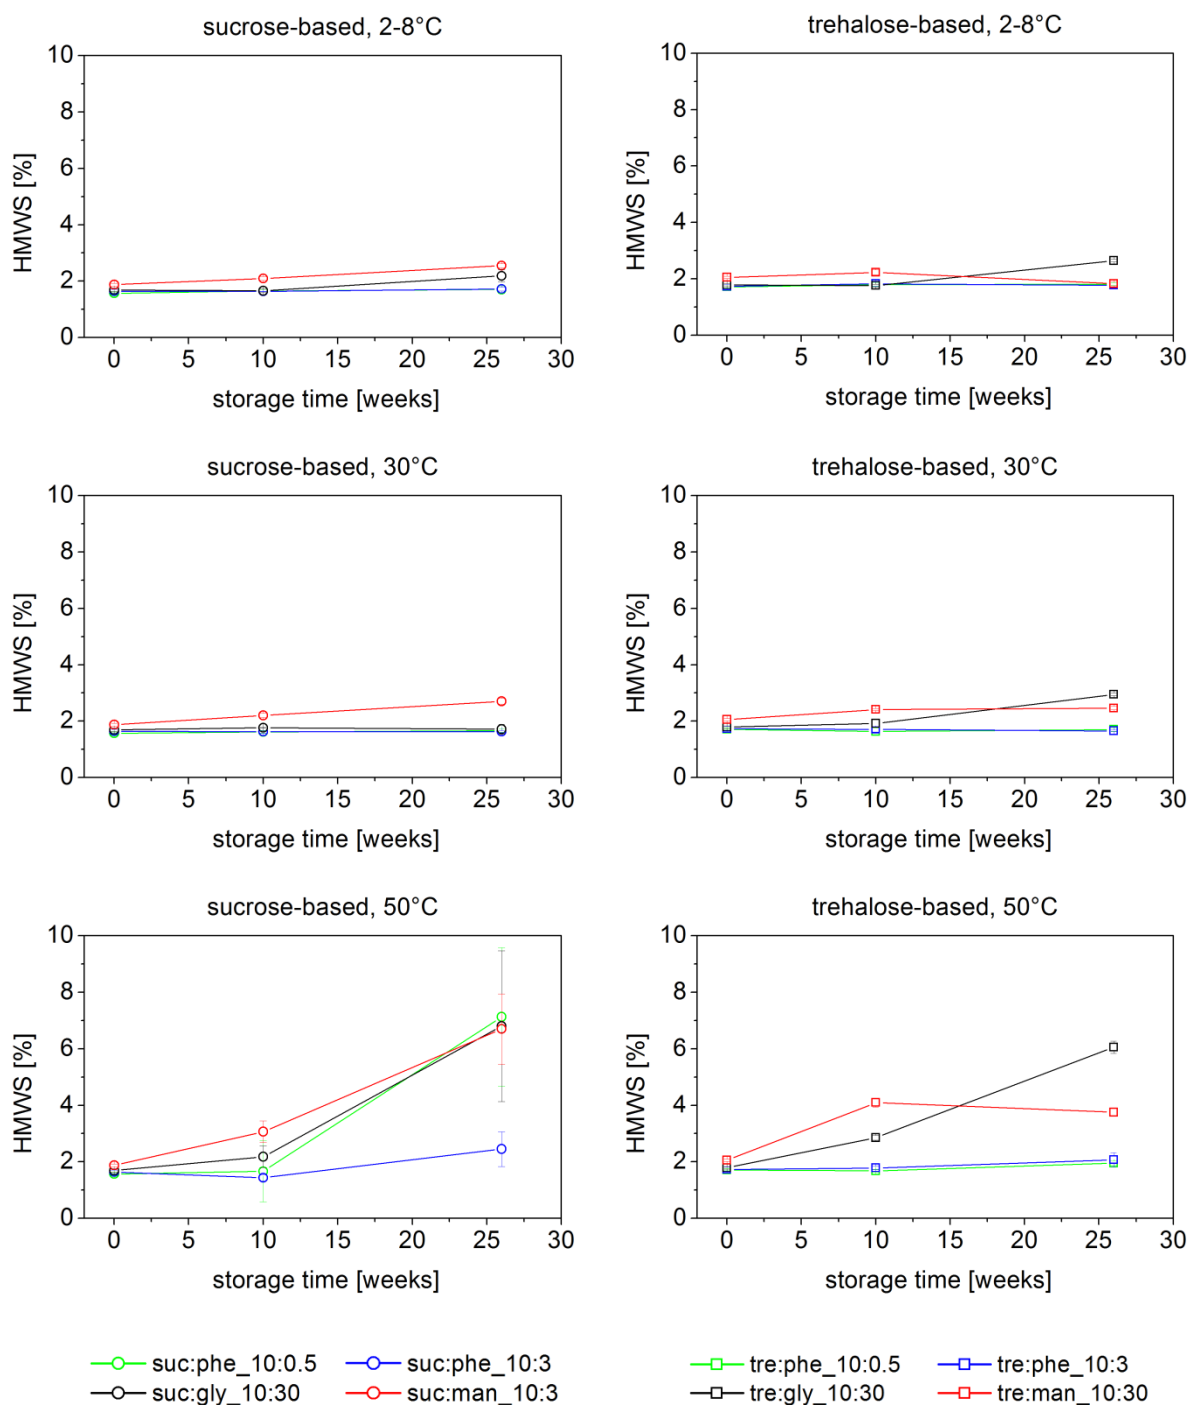 sucrose-based, 2-8°C
trehalose-based, 2-8°C
10
8
6
4
2
0
HMWS [%]
0 5 10 15 20 25 30
storage time [weeks]
10
8
6
4
2
0
HMWS [%]
0 5 10 15 20 25 30
storage time [weeks]
sucrose-based, 30°C
trehalose-based, 30°C
10
8
6
4
2
0
HMWS [%]
0 5 10 15 20 25 30
storage time [weeks]
10
8
6
4
2
0
HMWS [%]
0 5 10 15 20 25 30
storage time [weeks]
sucrose-based, 50°C
trehalose-based, 50°C
10
8
6
4
2
0
HMWS [%]
0 5 10 15 20 25 30
storage time [weeks]
10
8
6
4
2
0
HMWS [%]
0 5 10 15 20 25 30
storage time [weeks]
suc:phe_10:0.5 suc:phe_10:3
suc:gly_10:30 suc:man_10:3
tre:phe_10:0.5 tre:phe_10:3
tre:gly_10:30 tre:man_10:30